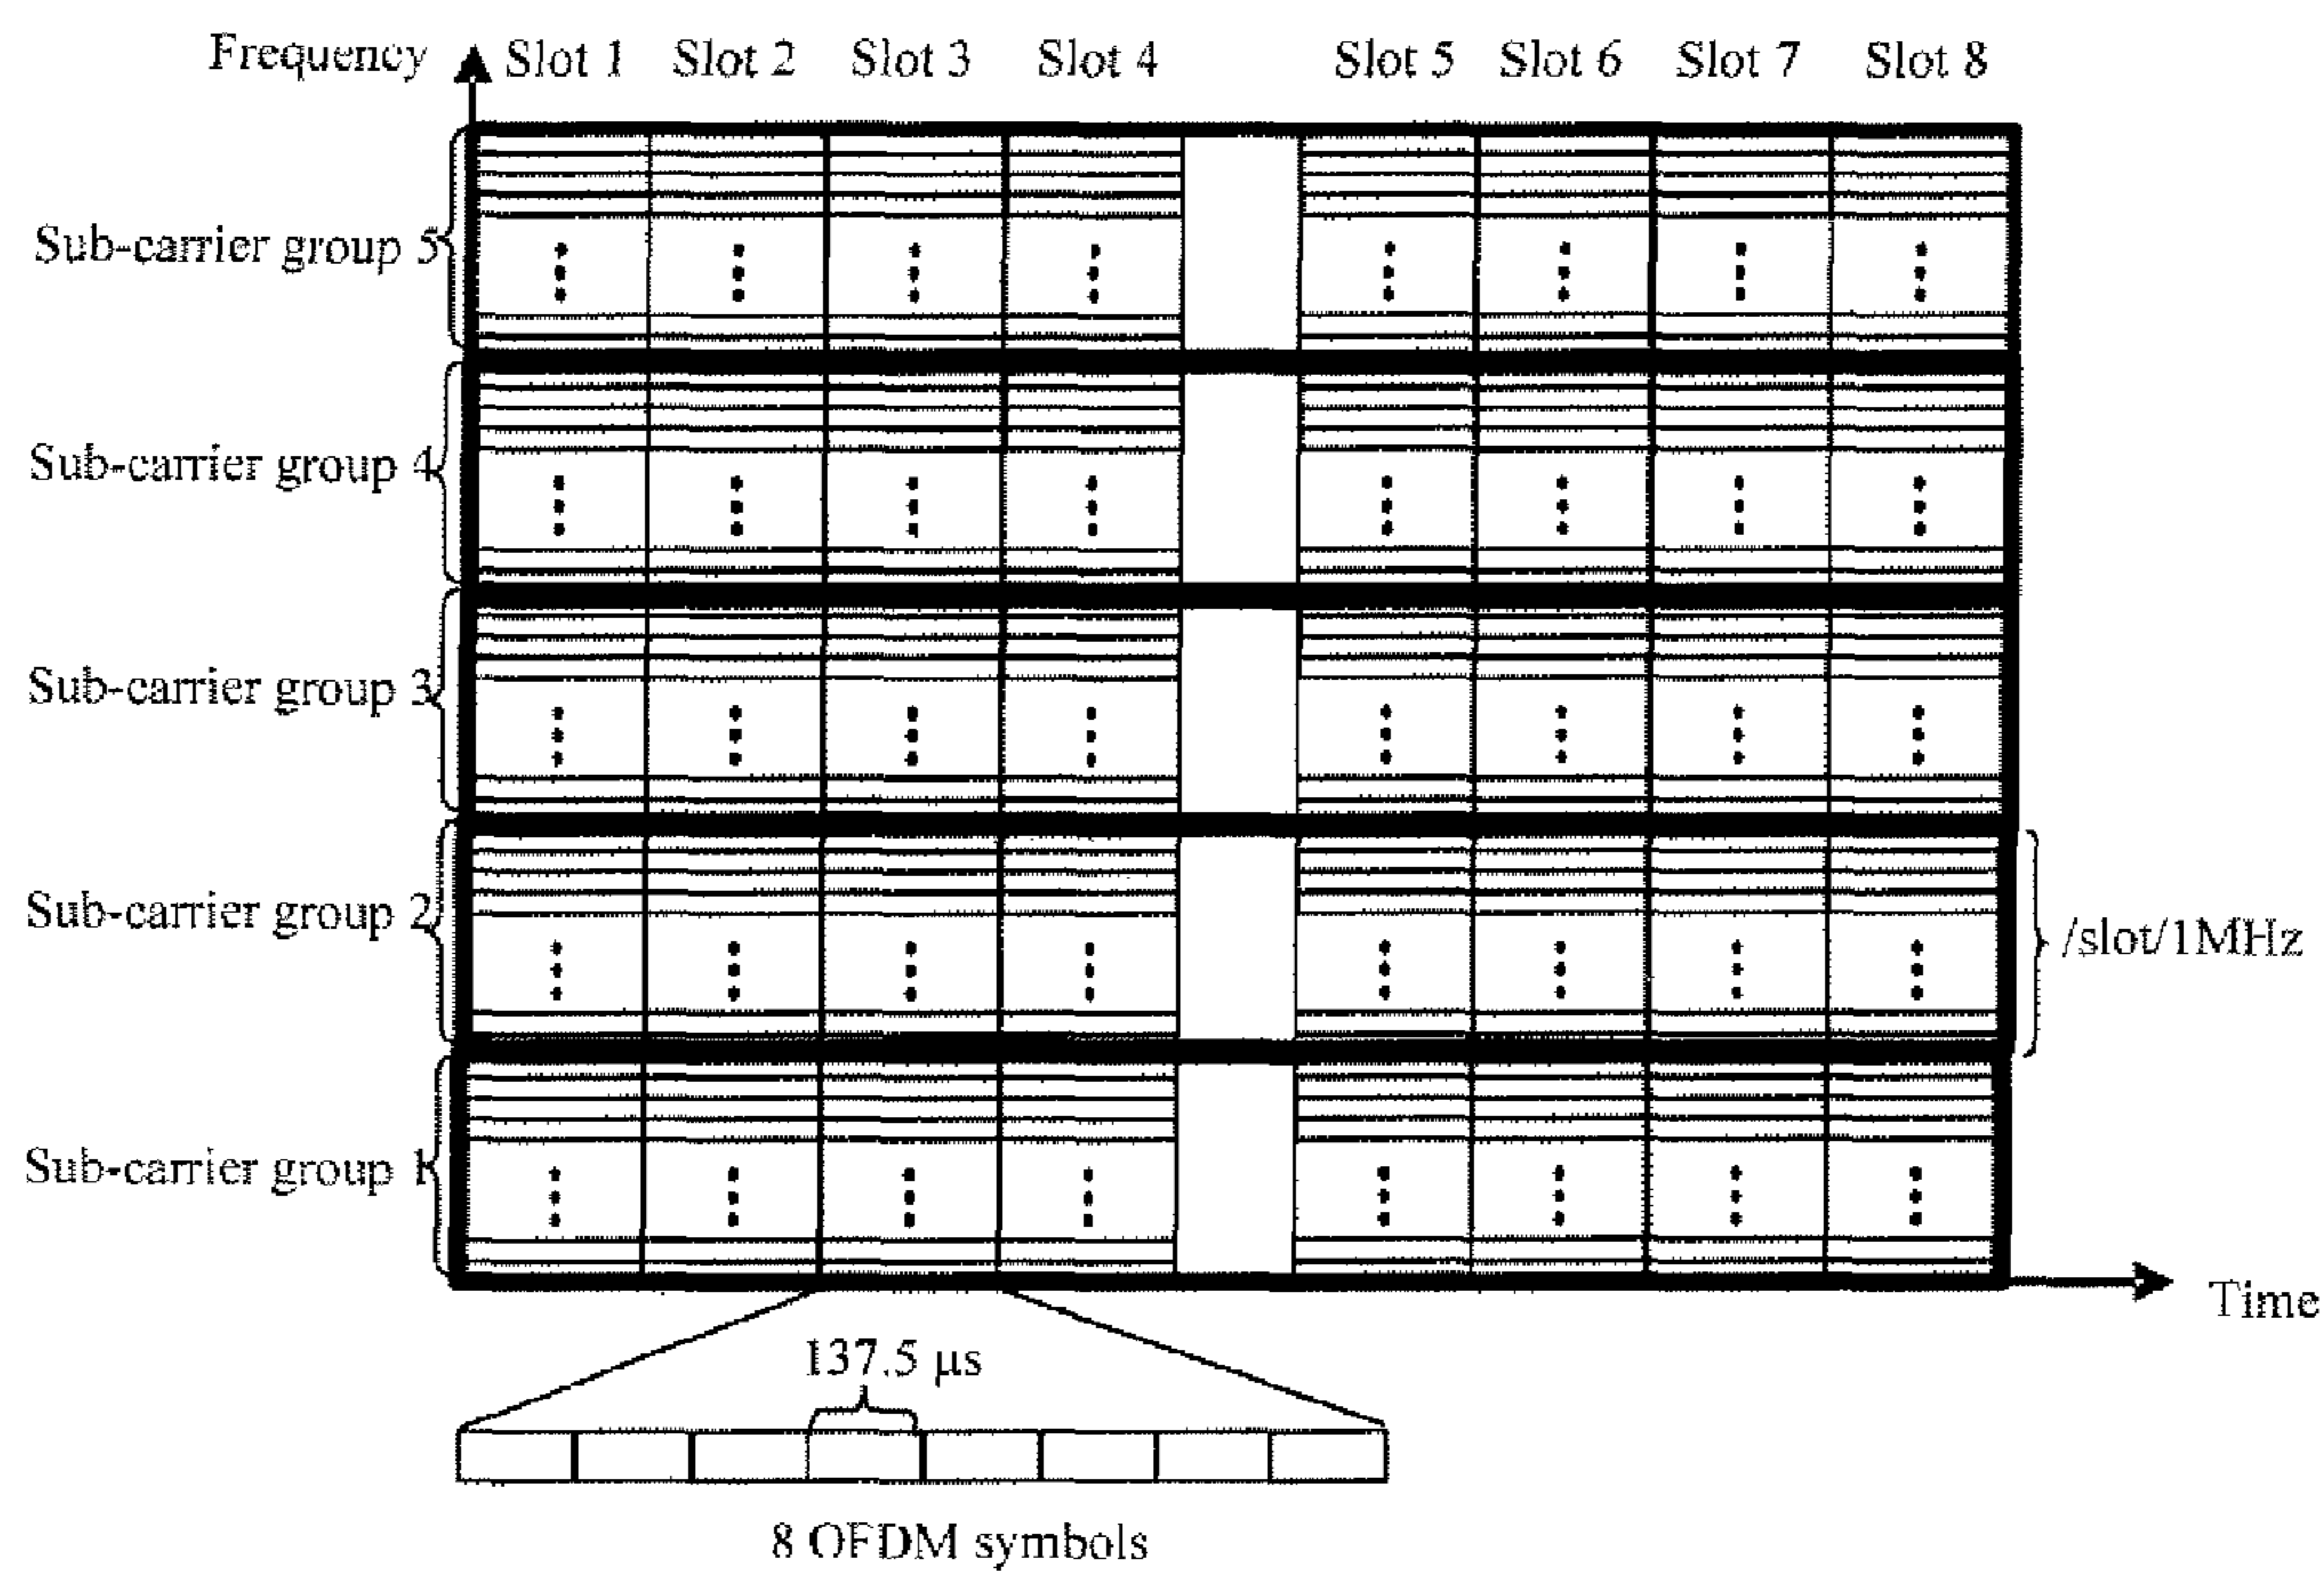 Frequency Slot 1 Slot 2 Slot 3 Slot 4 Slot 5 Slot 6 Slot 7 Slot 8
Sub-carrier group 5
Sub-carrier group 4
Sub-carrier group 3
Sub-carrier group 2
/slot/1MHz
Sub-carrier group 1
Time
137.5 μs
8 OFDM symbols